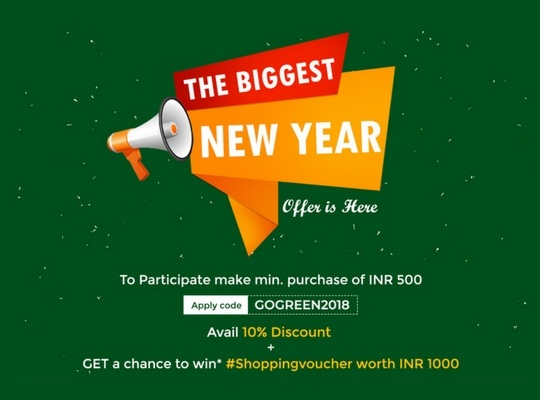 THE BIGGEST
NEW YEAR
Offer is Here
To Participate make min. purchase of INR 500
Apply code GOGREEN2018
Avail 10% Discount
+
GET a chance to win* #Shoppingvoucher worth INR 1000